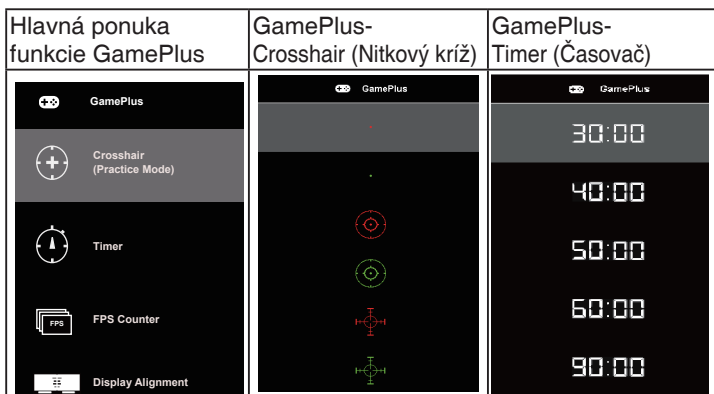 Hlavná ponuka
funkcie GamePlus
GamePlus-
Crosshair (Nitkový kríž)
GamePlus-
Timer (Časovač)
GamePlus
Crosshair
(Practice Mode)
Timer
FPS
FPS Counter
Display Alignment
GamePlus
GamePlus
30:00
40:00
50:00
60:00
90:00